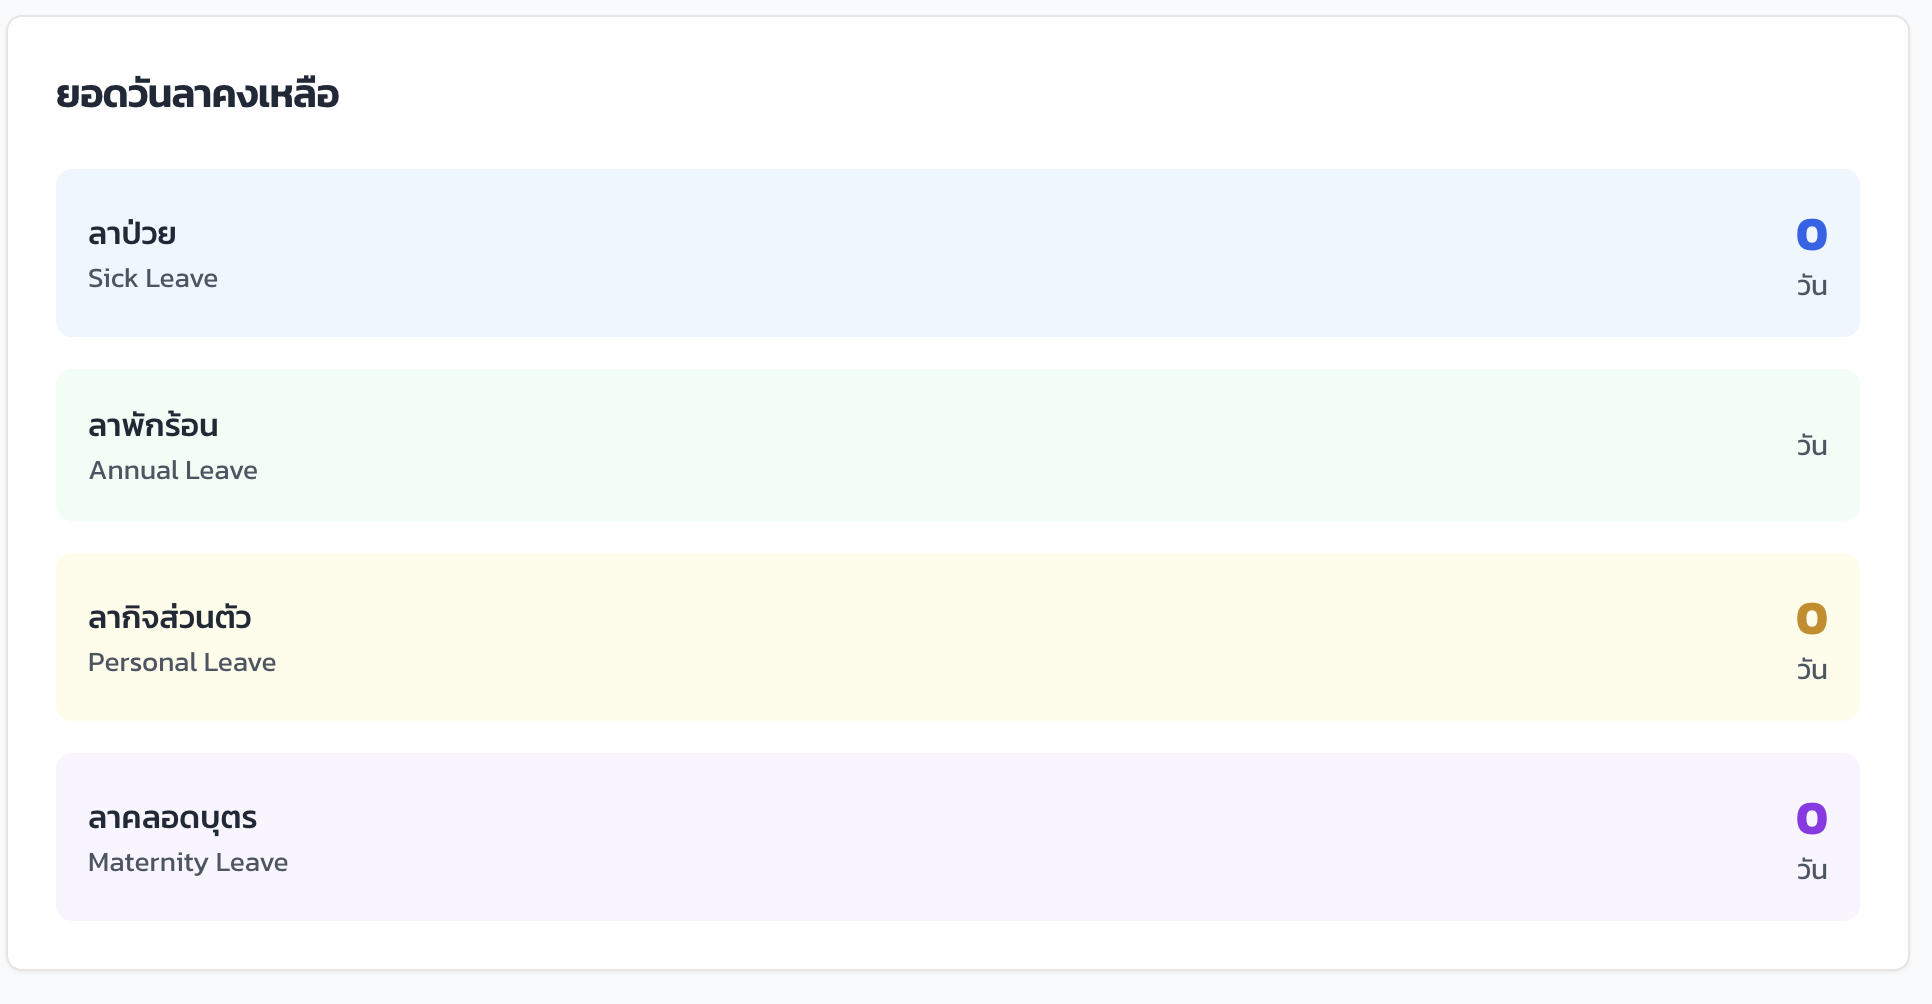 ยอดวันลาคงเหลือ
ลาป่วย
Sick Leave
0
วัน
ลาพักร้อน
Annual Leave
วัน
ลากิจส่วนตัว
Personal Leave
0
วัน
ลาคลอดบุตร
Maternity Leave
0
วัน